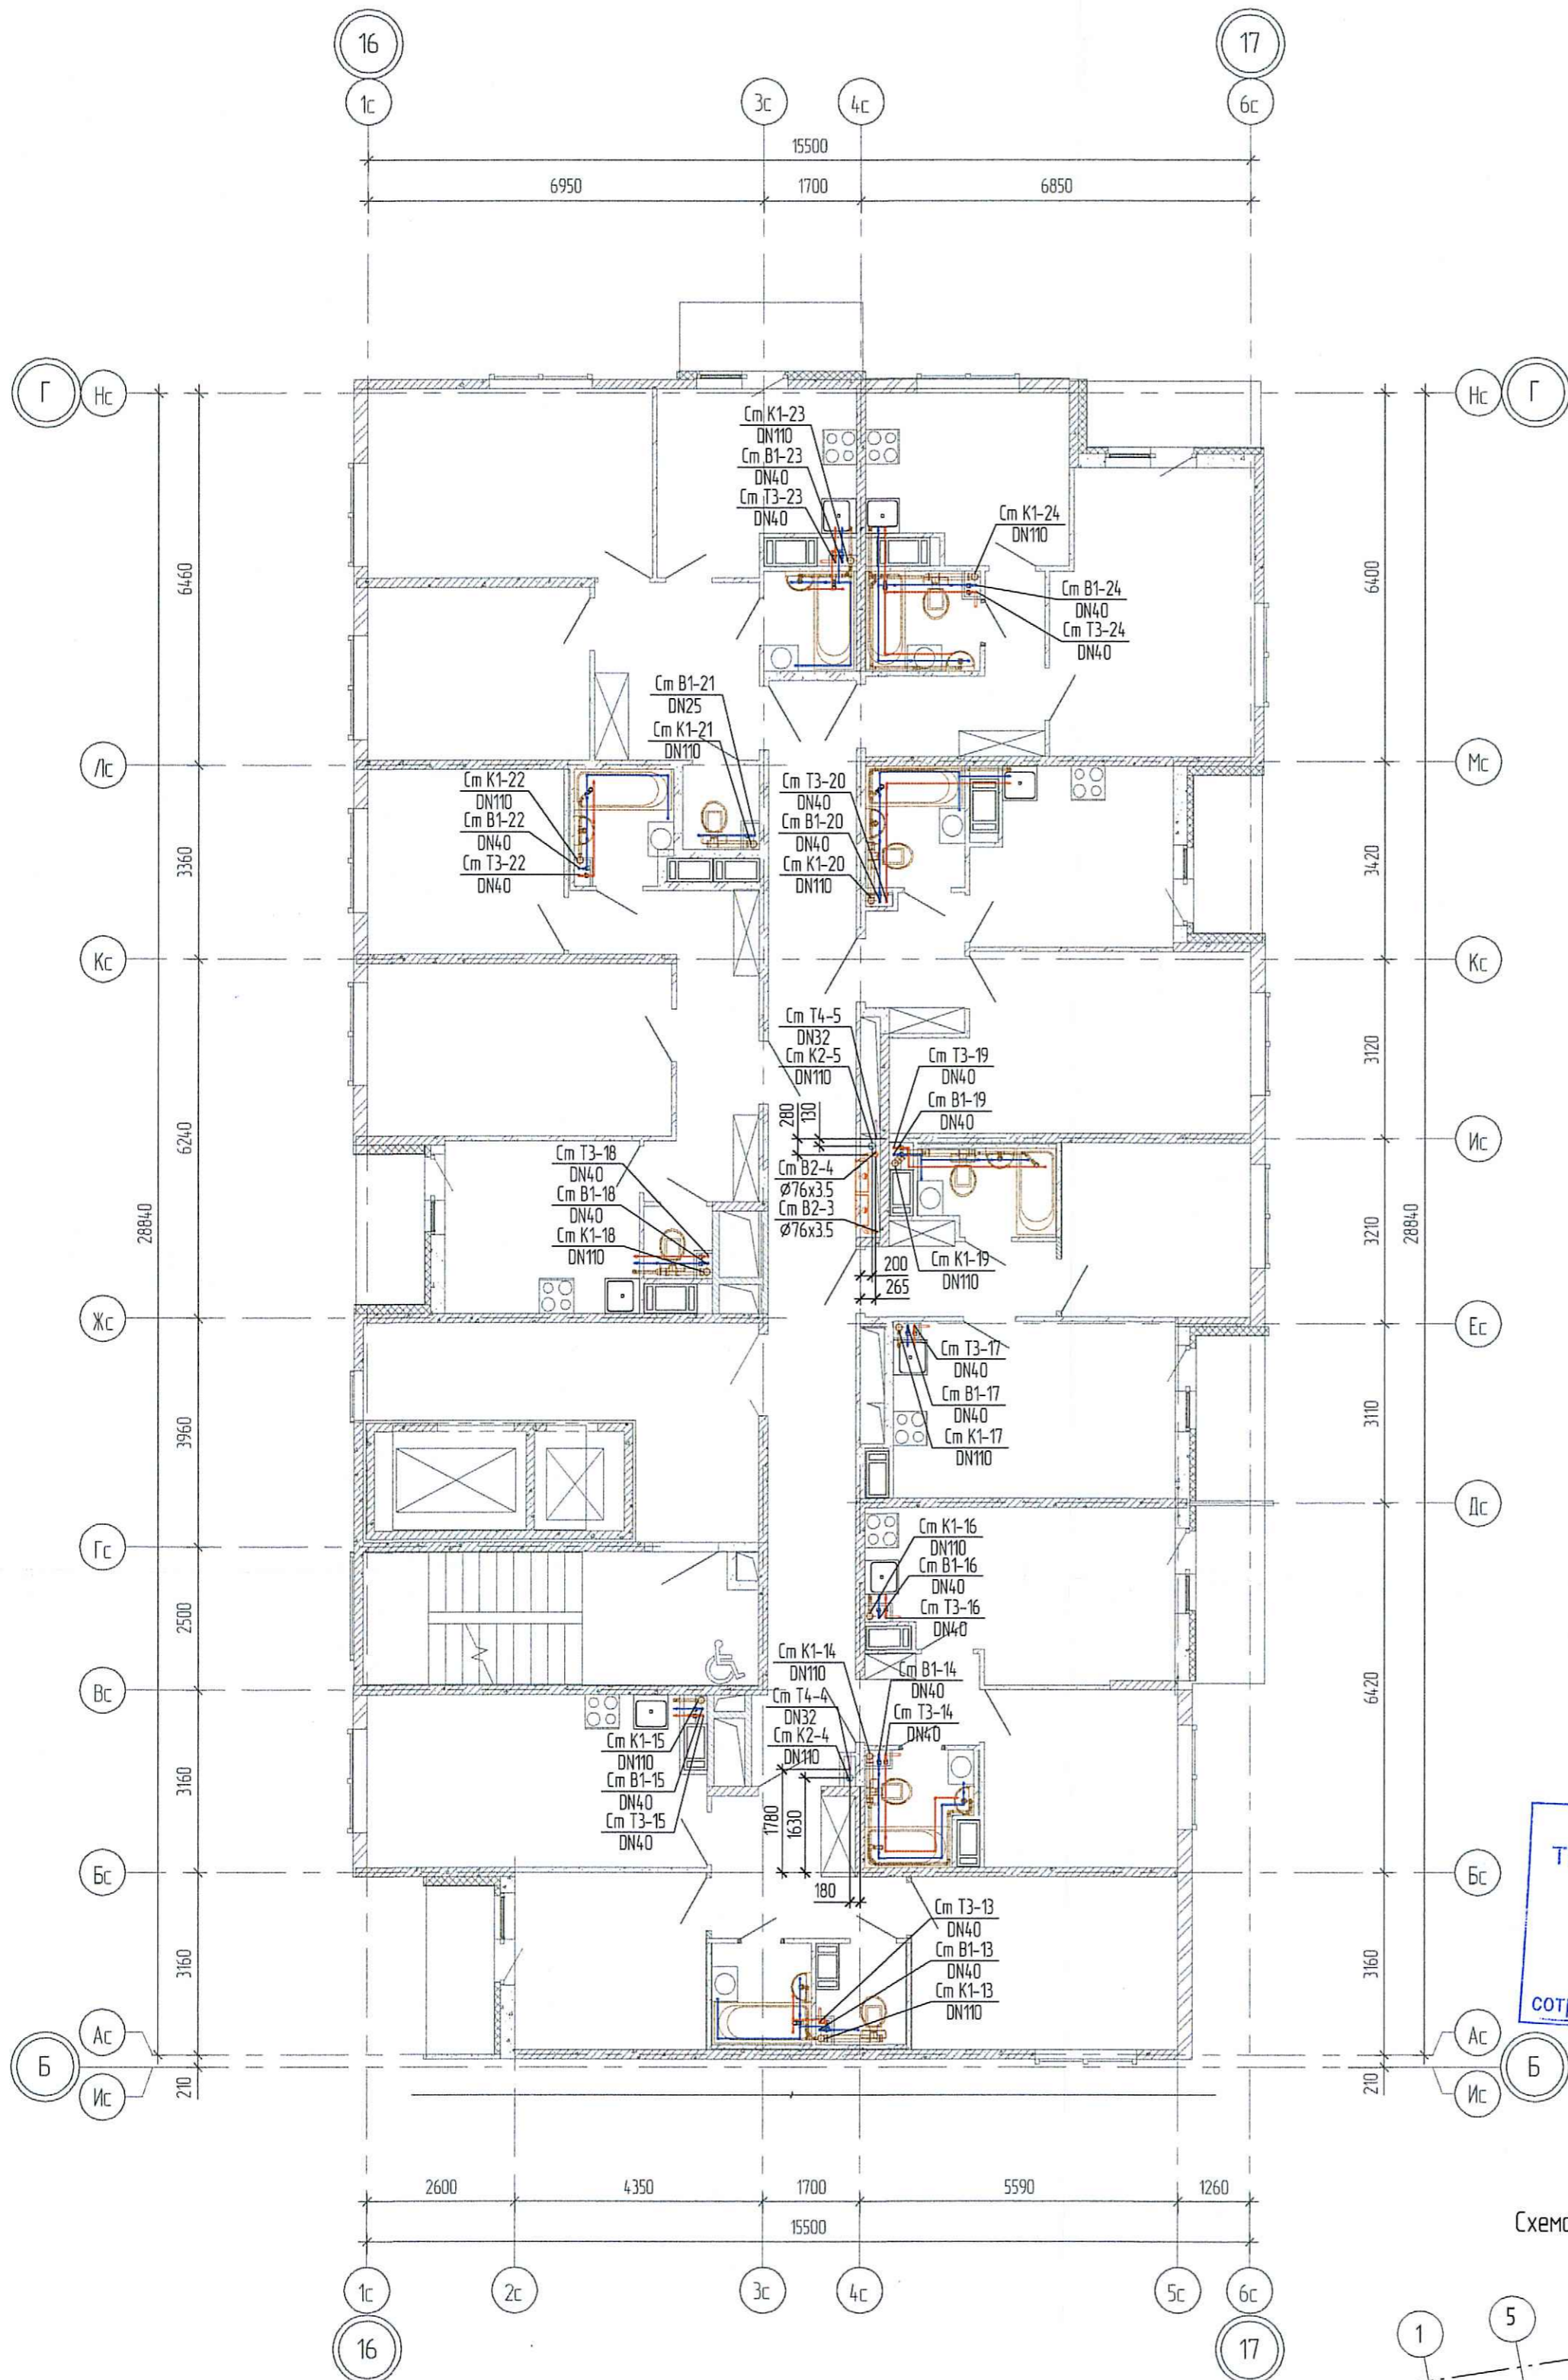 16
17
1с
3с
4с
6с
15500
6950
1700
6850
Г
Нс
Нс
Г
Ст К1-23
DN110
Ст В1-23
DN40
Ст Т3-23
DN40
Ст К1-24
DN110
Ст В1-24
DN40
Ст Т3-24
DN40
6460
6400
Ст В1-21
DN25
Ст К1-21
DN110
Лс
Мс
Ст К1-22
DN110
Ст В1-22
DN40
Ст Т3-22
DN40
Ст Т3-20
DN40
Ст В1-20
DN40
Ст К1-20
DN110
3360
3420
Кс
Кс
Ст Т4-5
DN32
Ст К2-5
DN110
Ст Т3-19
DN40
Ст В1-19
DN40
3120
280
130
6240
Ис
Ст Т3-18
DN40
Ст В1-18
DN40
Ст К1-18
DN110
Ст В2-4
Ø76х3.5
Ст В2-3
Ø76х3.5
Ст К1-19
DN110
200
265
28840
3210
28840
Жс
Ес
Ст Т3-17
DN40
Ст В1-17
DN40
Ст К1-17
DN110
3960
3110
Дс
Гс
Ст К1-16
DN110
Ст В1-16
DN40
Ст Т3-16
DN40
2500
Ст К1-14
DN110
Ст В1-14
DN40
Ст Т4-4
DN32
Ст Т3-14
DN40
Ст К2-4
DN110
6420
Вс
Ст К1-15
DN110
Ст В1-15
DN40
Ст Т3-15
DN40
3160
1780
1630
Бс
Бс
180
Ст Т3-13
DN40
Ст В1-13
DN40
Ст К1-13
DN110
3160
3160
Ас
Ас
Б
Б
Ис
Ис
210
210
2600
4350
1700
5590
1260
15500
1с
2с
3с
4с
5с
6с
16
17
Т
сот
Схемо
1
5